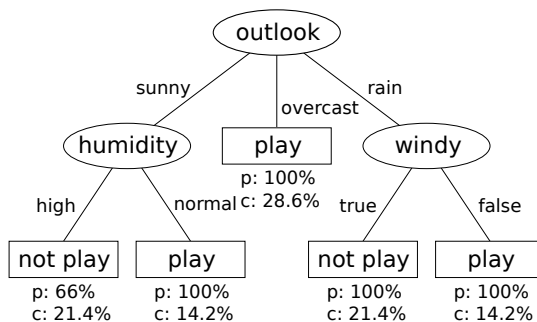 outlook
sunny
overcast
rain
humidity
play
windy
p: 100%
c: 28.6%
high
normal
true
false
not play
play
not play
play
p: 66%
c: 21.4%
p: 100%
c: 14.2%
p: 100%
c: 21.4%
p: 100%
c: 14.2%